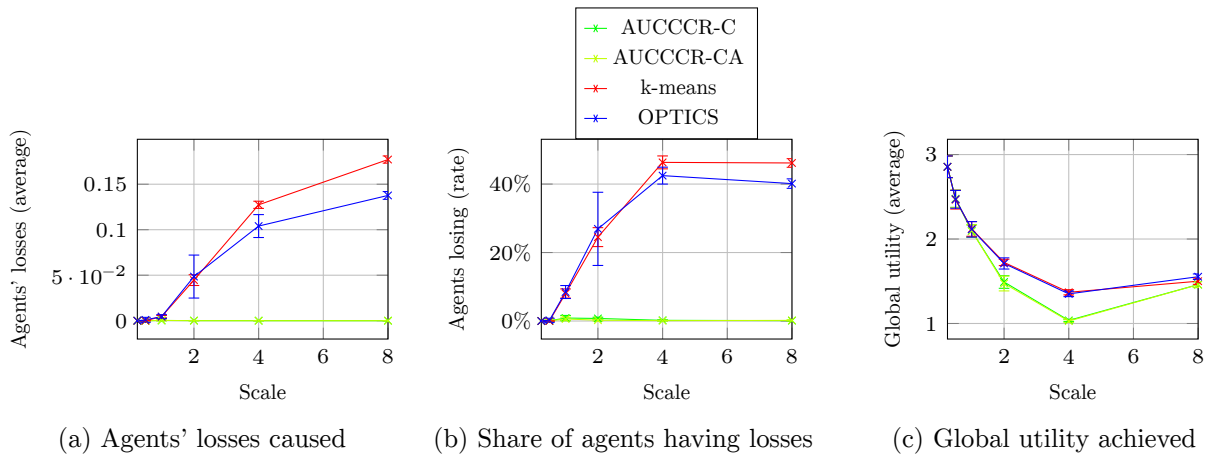 AUCCCR-C
AUCCCR-CA
k-means
OPTICS
Agents' losses (average)
0.15
0.1
5 · 10⁻²
0
2 4 6 8
Scale
(a) Agents' losses caused
Agents losing (rate)
40%
20%
0%
2 4 6 8
Scale
(b) Share of agents having losses
Global utility (average)
3
2
1
2 4 6 8
Scale
(c) Global utility achieved